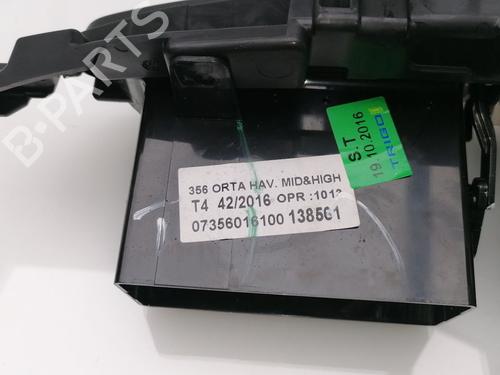 B-PARTS
S.T
19.10.2016
TRIGO
356 ORTA HAV. MID&HIGH
T4 42/2016 OPR :1012
07356016100 138561